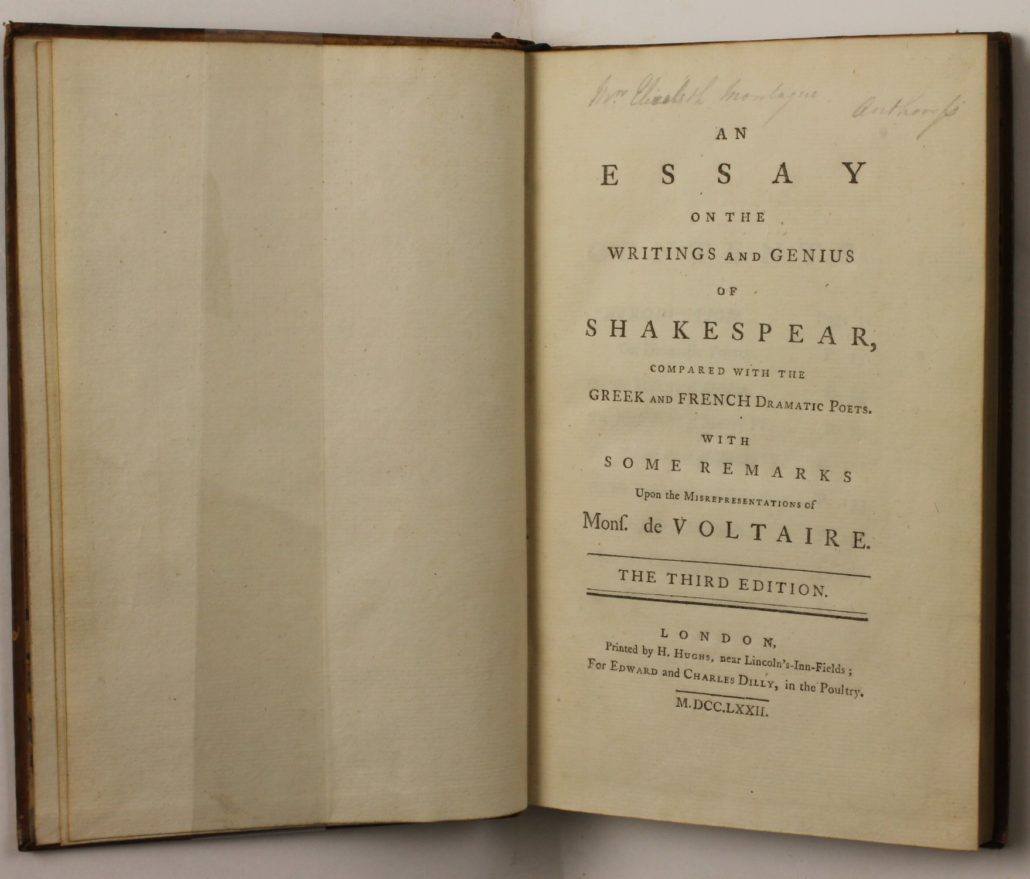 Mrs Elizabeth Montague. Authoress
AN
ESSAY
ON THE
WRITINGS AND GENIUS
OF
SHAKESPEAR,
COMPARED WITH THE
GREEK AND FRENCH DRAMATIC POETS.
WITH
SOME REMARKS
Upon the MISREPRESENTATIONS of
Monſ. de VOLTAIRE.
THE THIRD EDITION.
LONDON,
Printed by H. HUGHS, near Lincoln's-Inn-Fields;
For EDWARD and CHARLES DILLY, in the Poultry.
M.DCC.LXXII.